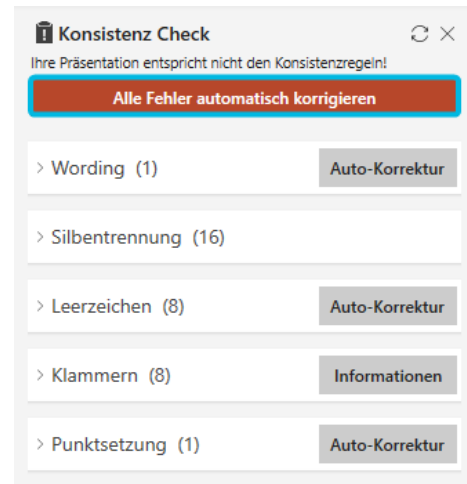 Konsistenz Check
Ihre Präsentation entspricht nicht den Konsistenzregeln!
Alle Fehler automatisch korrigieren
Wording (1) Auto-Korrektur
Silbentrennung (16)
Leerzeichen (8) Auto-Korrektur
Klammern (8) Informationen
Punktsetzung (1) Auto-Korrektur